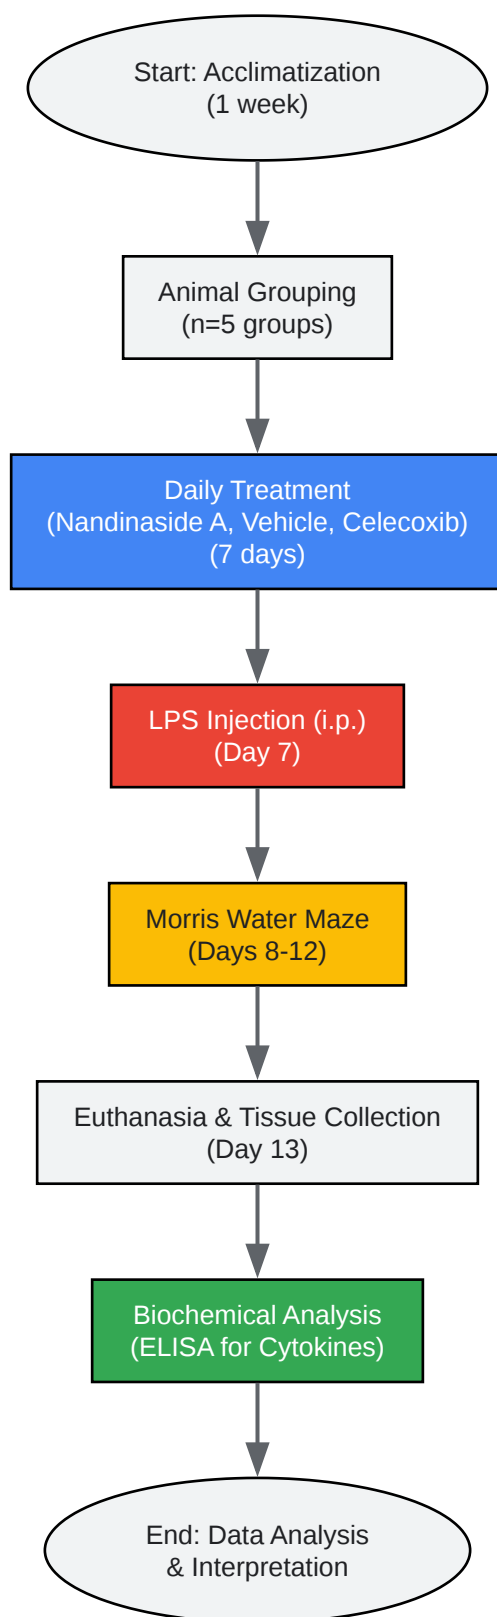 Start: Acclimatization
(1 week)
Animal Grouping
(n=5 groups)
Daily Treatment
(Nandinaside A, Vehicle, Celecoxib)
(7 days)
LPS Injection (i.p.)
(Day 7)
Morris Water Maze
(Days 8-12)
Euthanasia & Tissue Collection
(Day 13)
Biochemical Analysis
(ELISA for Cytokines)
End: Data Analysis
& Interpretation